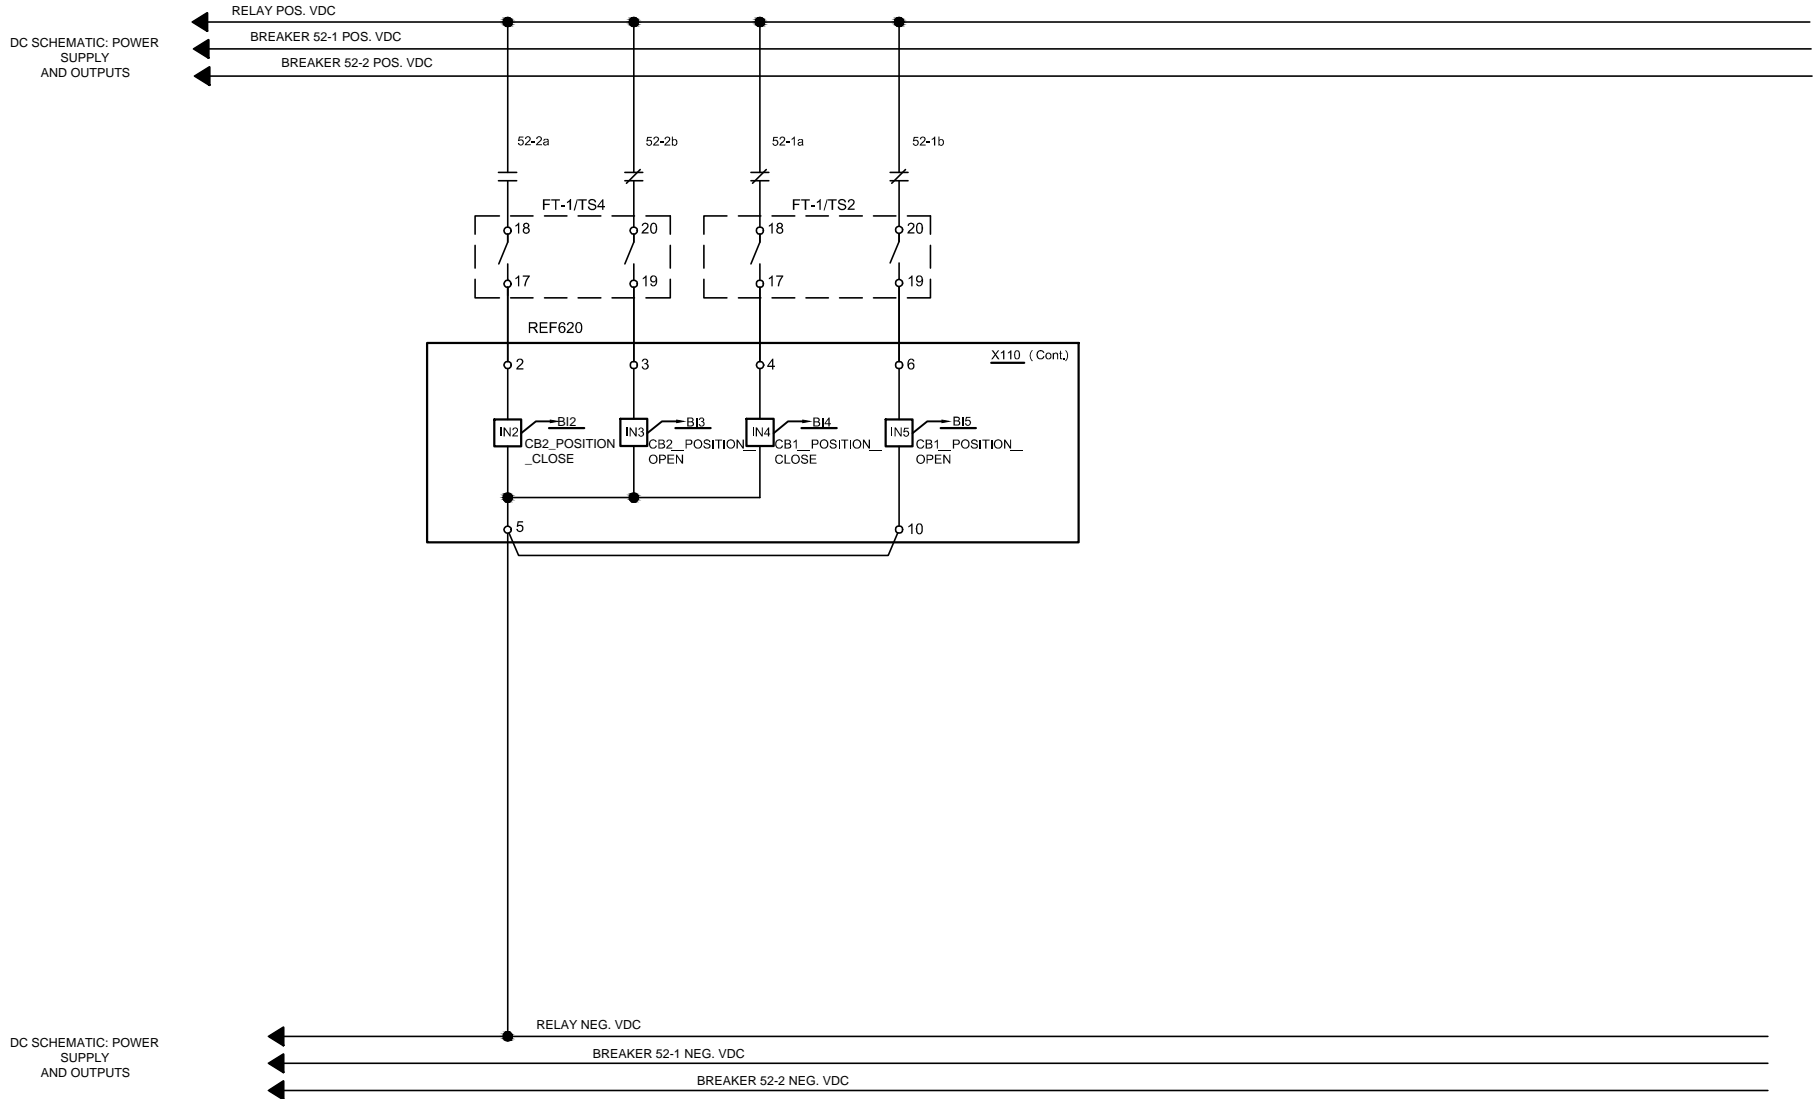 RELAY POS. VDC
BREAKER 52-1 POS. VDC
BREAKER 52-2 POS. VDC
DC SCHEMATIC: POWER
SUPPLY
AND OUTPUTS
52-2a
52-2b
52-1a
52-1b
FT-1/TS4
FT-1/TS2
18
20
18
20
17
19
17
19
REF620
X110 (Cont.)
2
3
4
6
IN2
BI2
CB2_POSITION
_CLOSE
IN3
BI3
CB2__POSITION__
OPEN
IN4
BI4
CB1__POSITION__
CLOSE
IN5
BI5
CB1__POSITION__
OPEN
5
10
RELAY NEG. VDC
BREAKER 52-1 NEG. VDC
BREAKER 52-2 NEG. VDC
DC SCHEMATIC: POWER
SUPPLY
AND OUTPUTS